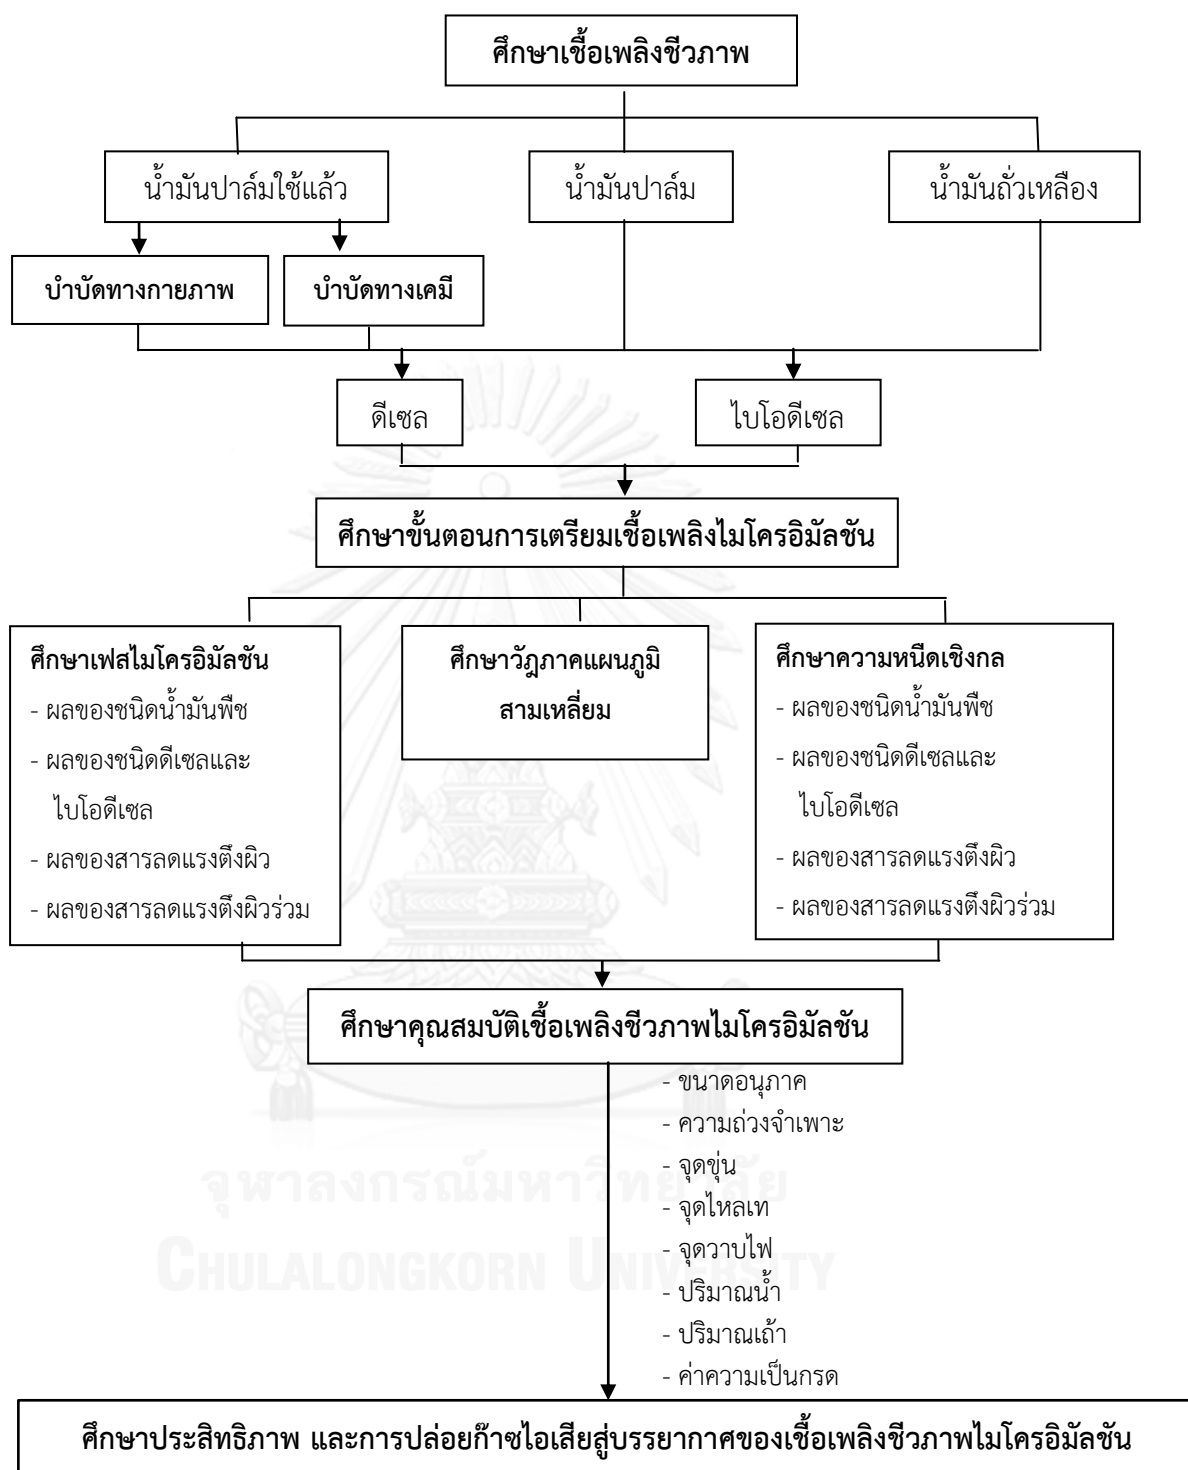 ศึกษาเชื้อเพลิงชีวภาพ
น้ำมันปาล์มใช้แล้ว
น้ำมันปาล์ม
น้ำมันถั่วเหลือง
บำบัดทางกายภาพ
บำบัดทางเคมี
ดีเซล
ไบโอดีเซล
ศึกษาขั้นตอนการเตรียมเชื้อเพลิงไมโครอิมัลชัน
ศึกษาเฟสไมโครอิมัลชัน
- ผลของชนิดน้ำมันพืช
- ผลของชนิดดีเซลและ
ไบโอดีเซล
- ผลของสารลดแรงตึงผิว
- ผลของสารลดแรงตึงผิวร่วม
ศึกษาวัฎภาคแผนภูมิ
สามเหลี่ยม
ศึกษาความหนืดเชิงกล
- ผลของชนิดน้ำมันพืช
- ผลของชนิดดีเซลและ
ไบโอดีเซล
- ผลของสารลดแรงตึงผิว
- ผลของสารลดแรงตึงผิวร่วม
ศึกษาคุณสมบัติเชื้อเพลิงชีวภาพไมโครอิมัลชัน
- ขนาดอนุภาค
- ความถ่วงจำเพาะ
- จุดขุ่น
- จุดไหลเท
- จุดวาบไฟ
- ปริมาณน้ำ
- ปริมาณเถ้า
- ค่าความเป็นกรด
จุฬาลงกรณ์มหาวิทยาลัย
CHULALONGKORN UNIVERSITY
ศึกษาประสิทธิภาพ และการปล่อยก๊าซไอเสียสู่บรรยากาศของเชื้อเพลิงชีวภาพไมโครอิมัลชัน